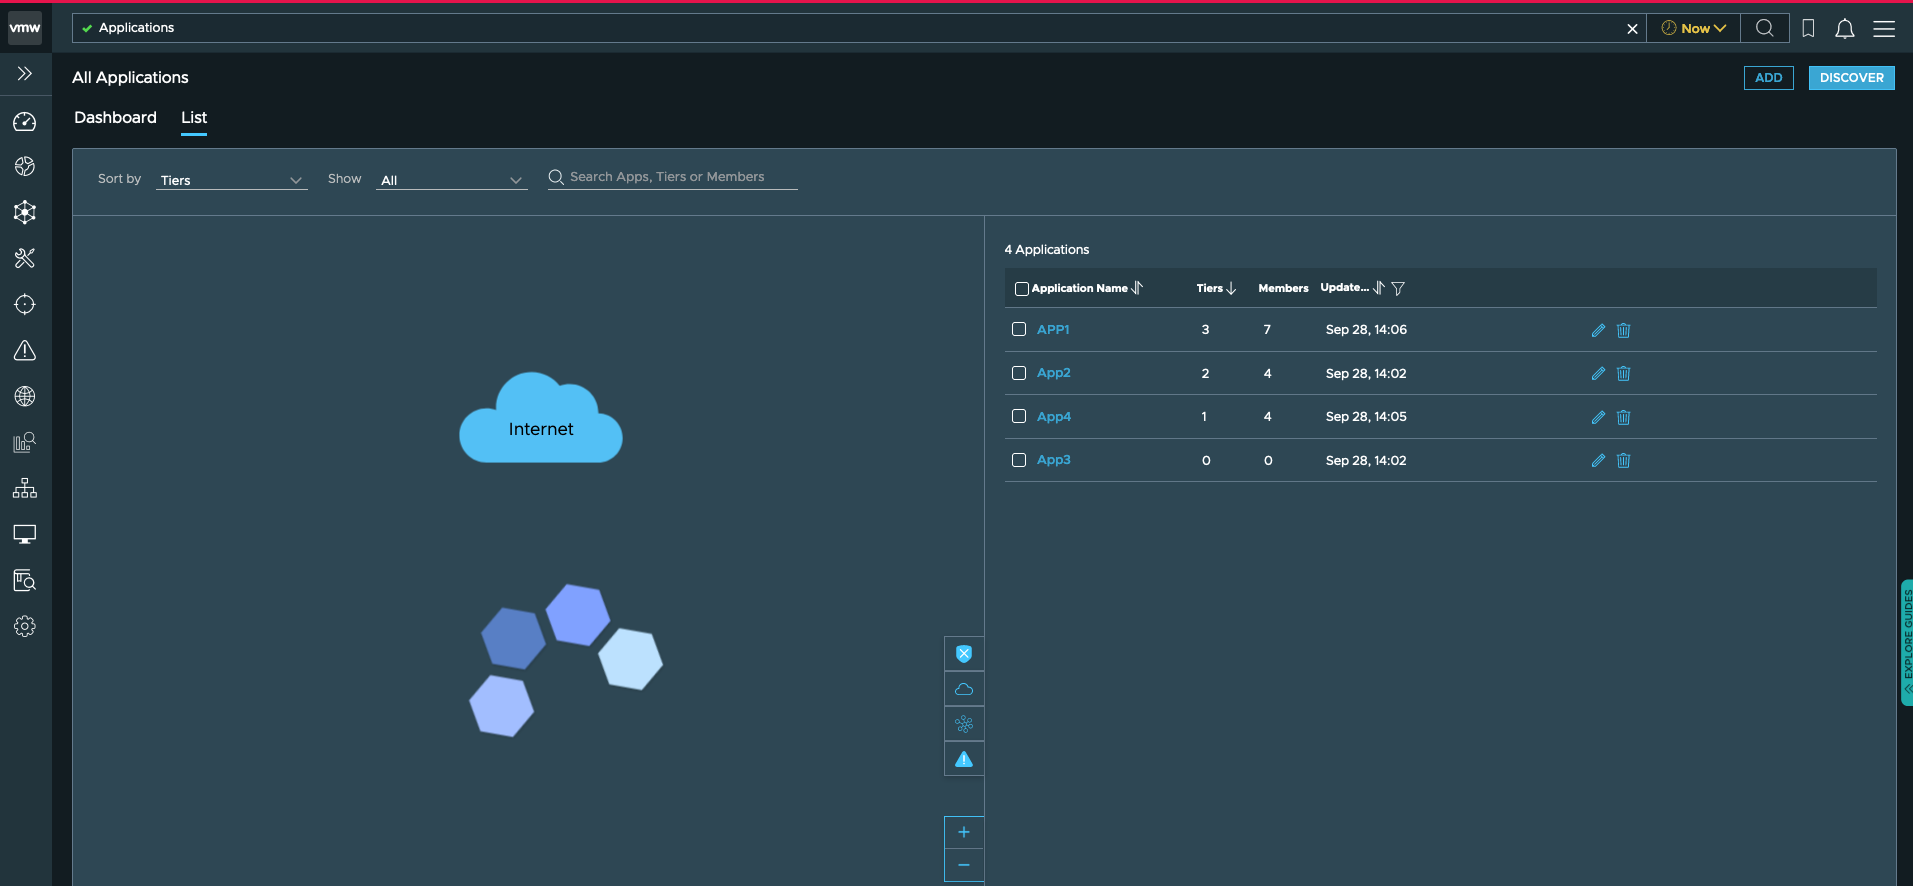 vmw
Applications
Now
All Applications
ADD
DISCOVER
Dashboard
List
Sort by
Tiers
Show
All
Search Apps, Tiers or Members
Internet
4 Applications
Application Name Tiers Members Update...
APP1 3 7 Sep 28, 14:06
App2 2 4 Sep 28, 14:02
App4 1 4 Sep 28, 14:05
App3 0 0 Sep 28, 14:02
EXPLORE GUIDES